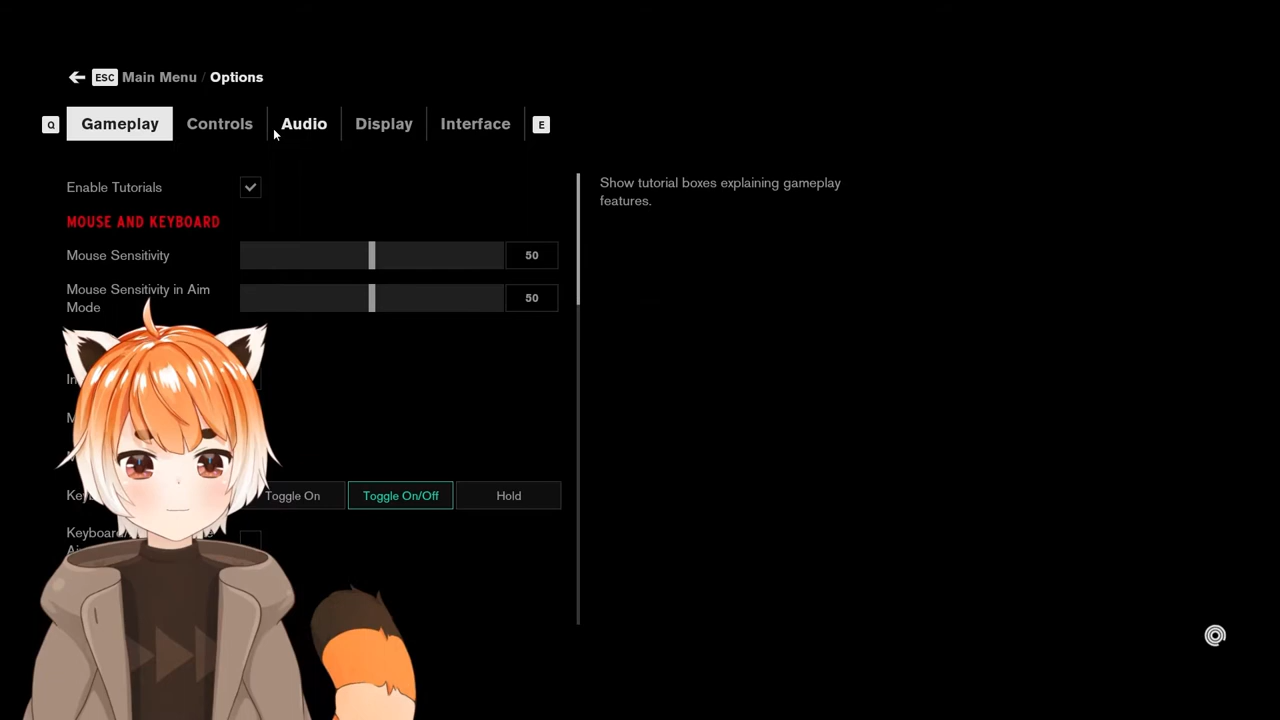 ESC Main Menu / Options
Q Gameplay Controls Audio Display Interface E
Enable Tutorials
Show tutorial boxes explaining gameplay
features.
MOUSE AND KEYBOARD
Mouse Sensitivity 50
Mouse Sensitivity in Aim
Mode
50
Toggle On Toggle On/Off Hold